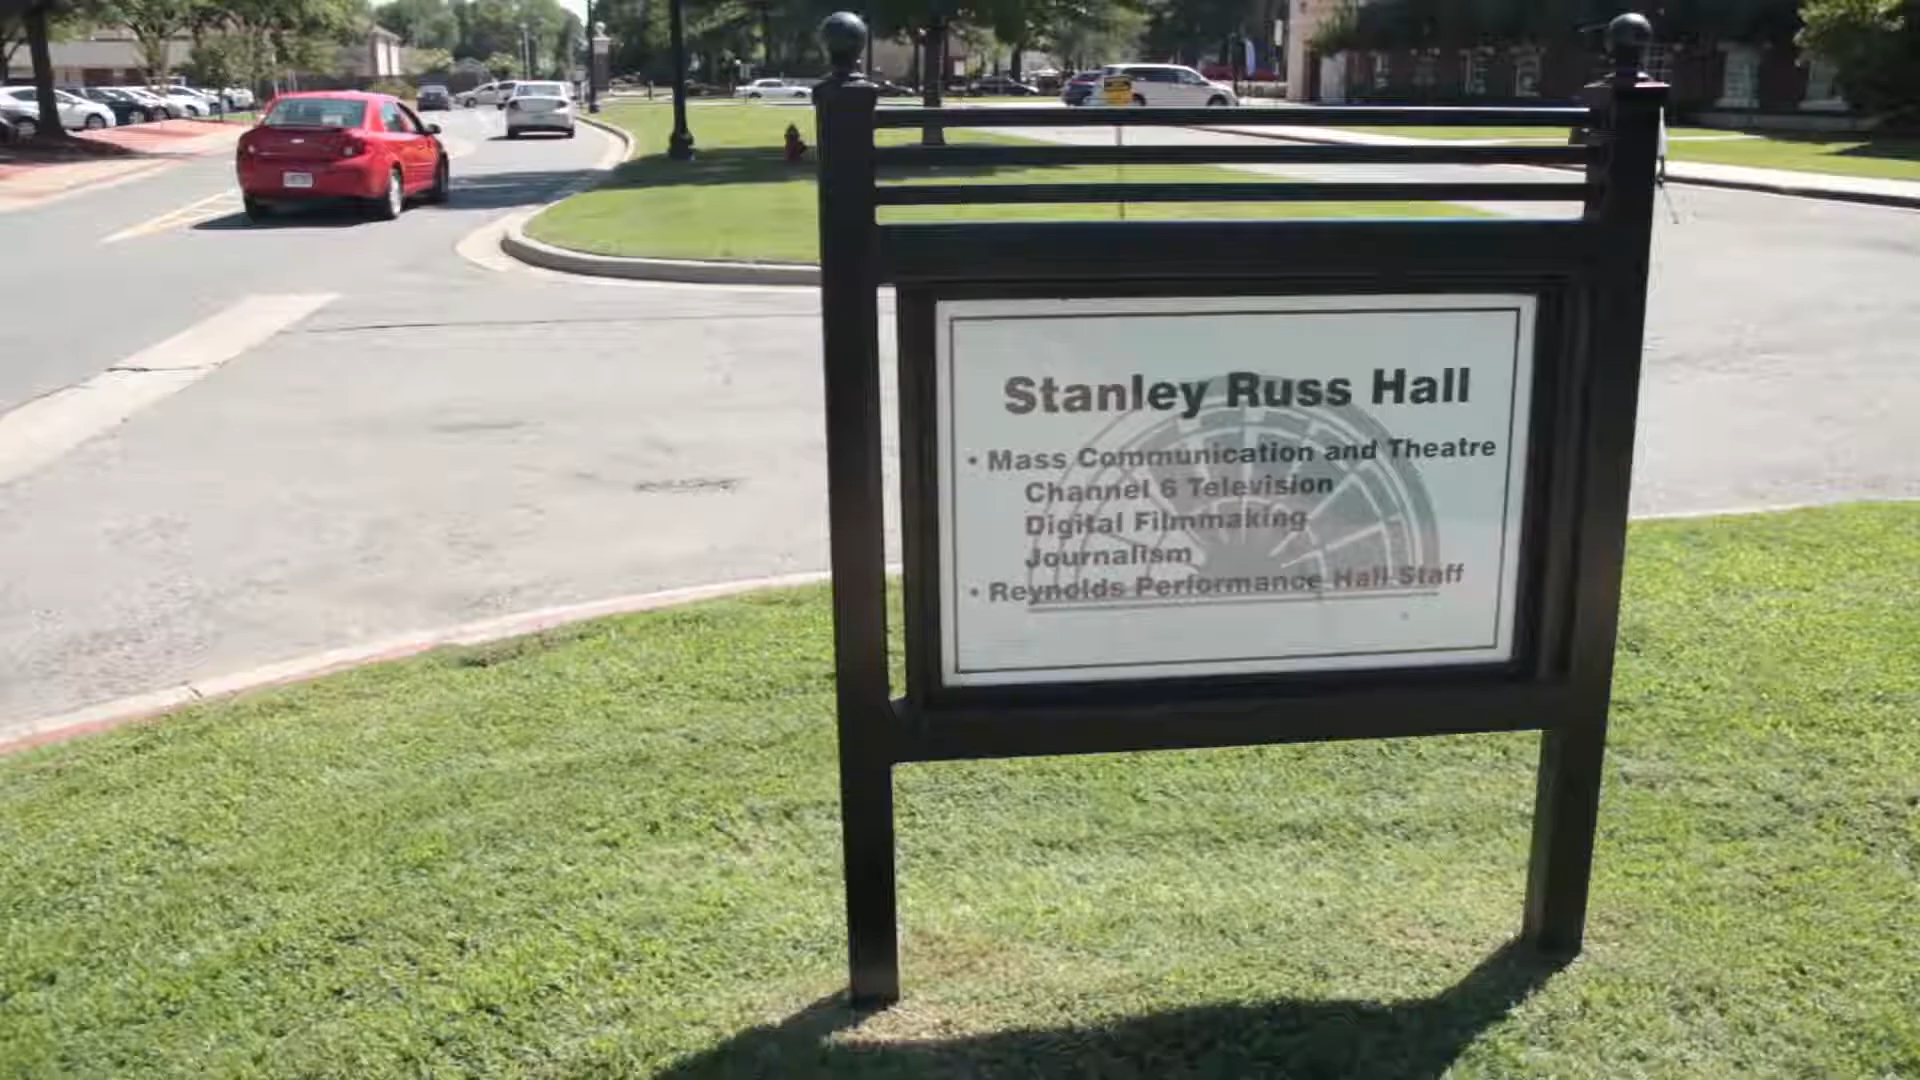 Stanley Russ Hall
• Mass Communication and Theatre
Channel 6 Television
Digital Filmmaking
Journalism
• Reynolds Performance Hall Staff